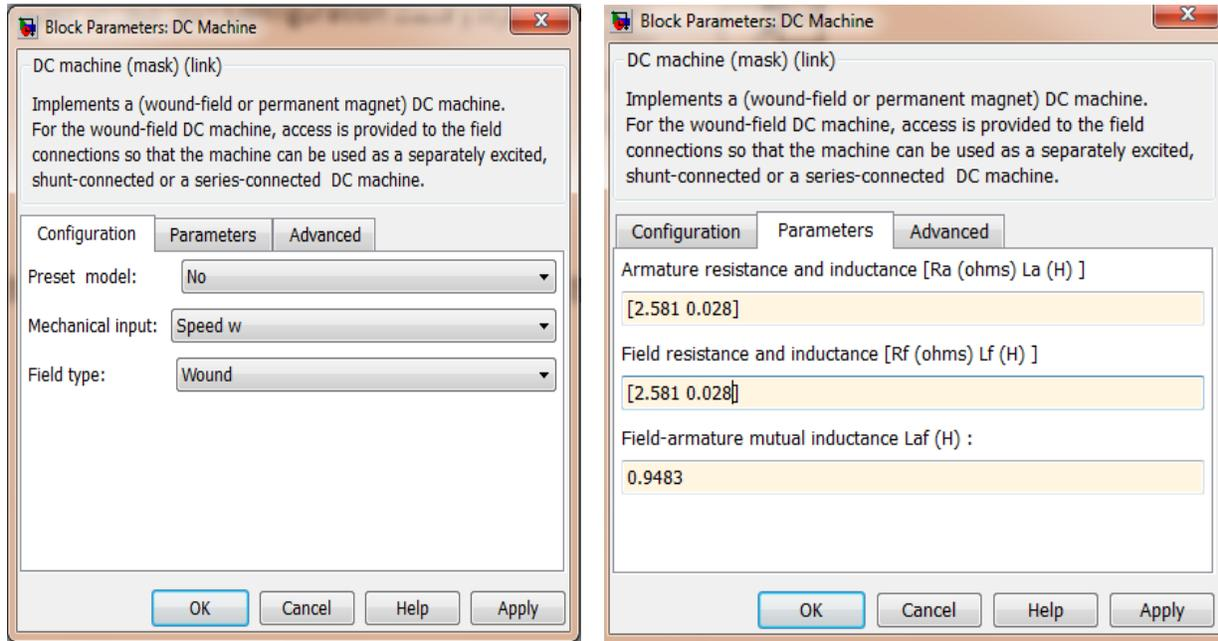 Block Parameters: DC Machine
DC machine (mask) (link)
Implements a (wound-field or permanent magnet) DC machine.
For the wound-field DC machine, access is provided to the field
connections so that the machine can be used as a separately excited,
shunt-connected or a series-connected DC machine.
Configuration Parameters Advanced
Preset model: No
Mechanical input: Speed w
Field type: Wound
OK Cancel Help Apply
Block Parameters: DC Machine
DC machine (mask) (link)
Implements a (wound-field or permanent magnet) DC machine.
For the wound-field DC machine, access is provided to the field
connections so that the machine can be used as a separately excited,
shunt-connected or a series-connected DC machine.
Configuration Parameters Advanced
Armature resistance and inductance [Ra (ohms) La (H) ]
[2.581 0.028]
Field resistance and inductance [Rf (ohms) Lf (H) ]
[2.581 0.028]
Field-armature mutual inductance Laf (H) :
0.9483
OK Cancel Help Apply